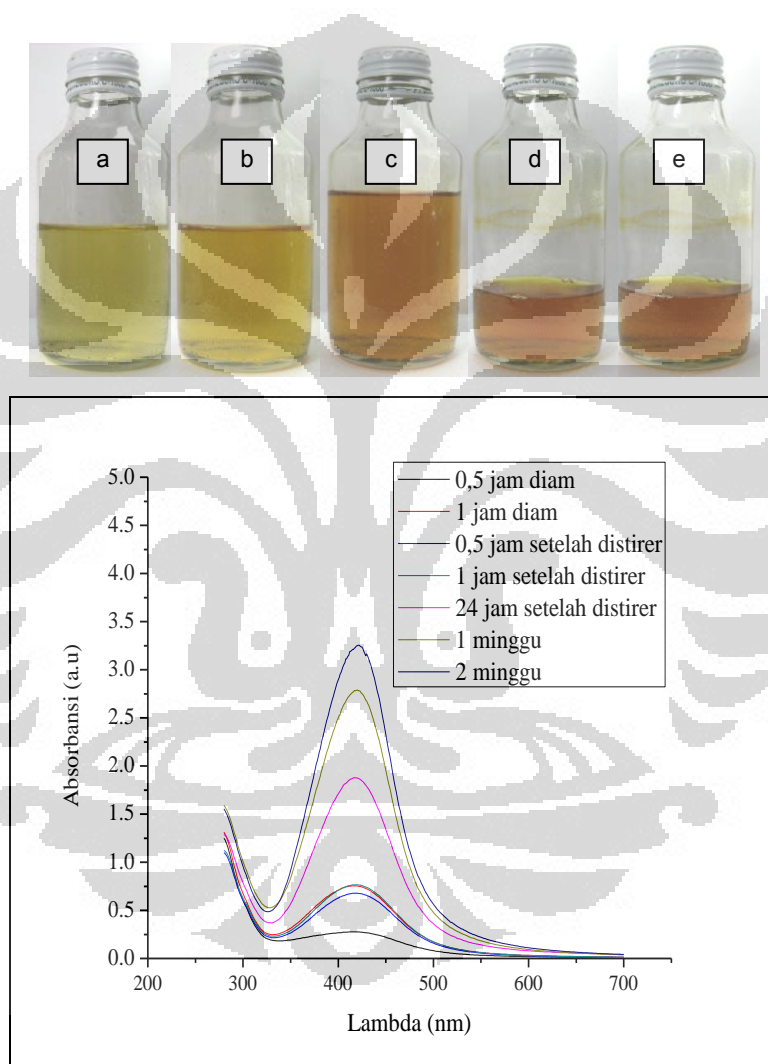 a
b
c
d
e
5.0
4.5
4.0
3.5
3.0
2.5
2.0
1.5
1.0
0.5
0.0
Absorbansi (a.u)
0,5 jam diam
1 jam diam
0,5 jam setelah distirer
1 jam setelah distirer
24 jam setelah distirer
1 minggu
2 minggu
200
300
400
500
600
700
Lambda (nm)